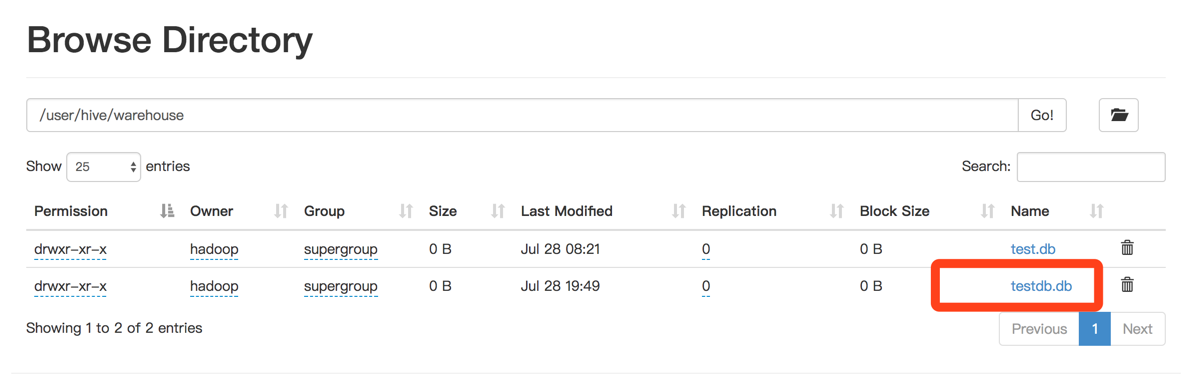 Browse Directory
/user/hive/warehouse Go!
Show 25 entries Search:
Permission Owner Group Size Last Modified Replication Block Size Name
drwxr-xr-x hadoop supergroup 0 B Jul 28 08:21 0 0 B test.db
drwxr-xr-x hadoop supergroup 0 B Jul 28 19:49 0 0 B testdb.db
Showing 1 to 2 of 2 entries Previous 1 Next